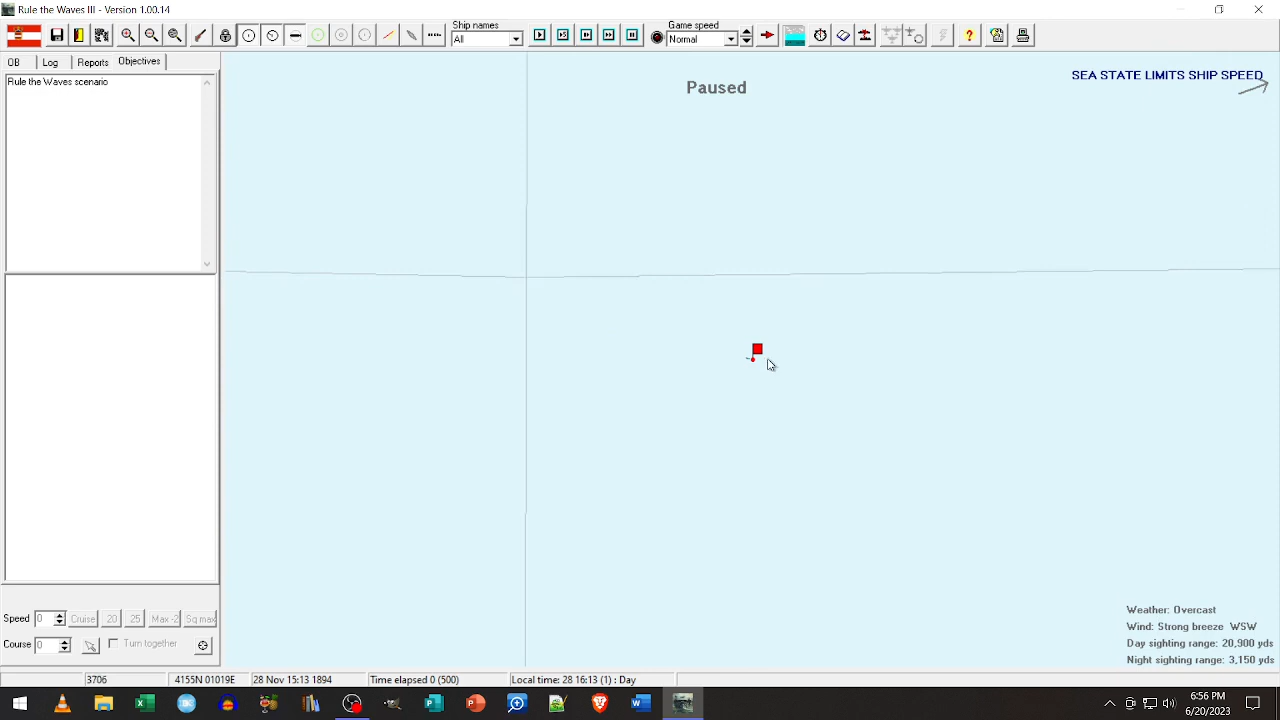 Rule the Waves III - Version 1.00.14
Ship names
All
Game speed
Normal
OB
Log
Reports
Objectives
Rule the Waves scenario
Paused
SEA STATE LIMITS SHIP SPEED
Weather: Overcast
Wind: Strong breeze WSW
Day sighting range: 20,900 yds
Night sighting range: 3,150 yds
Speed 0 Cruise 20 25 Max -2 Sq max
Course 0 Turn together
3706 4155N 01019E 28 Nov 15:13 1894 Time elapsed 0 (500) Local time: 28 16:13 (1) : Day
6:56 PM
6/20/2023